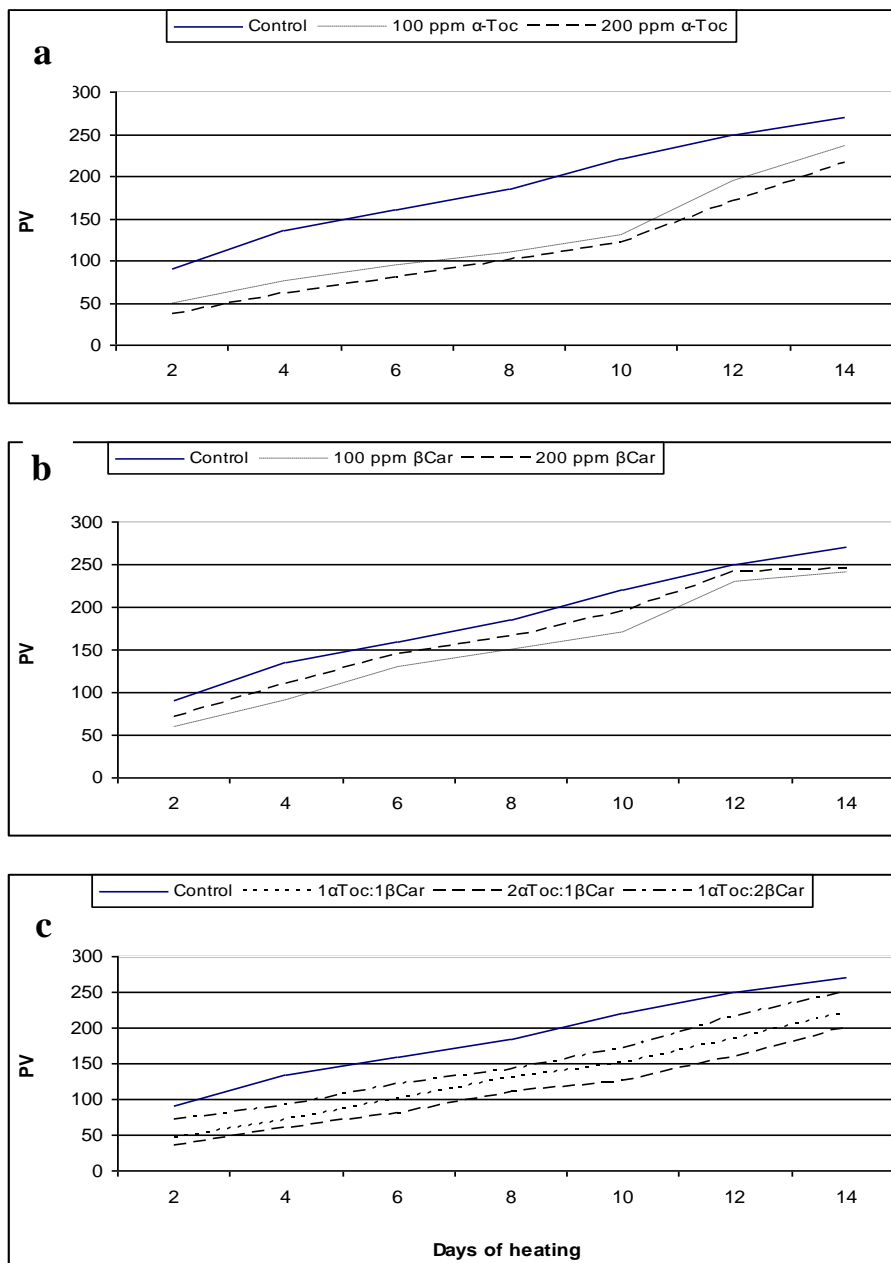 Control 100 ppm α-Toc 200 ppm α-Toc
a
300
250
200
150
100
50
0
PV
2 4 6 8 10 12 14
Control 100 ppm βCar 200 ppm βCar
b
300
250
200
150
100
50
0
PV
2 4 6 8 10 12 14
Control 1αToc:1βCar 2αToc:1βCar 1αToc:2βCar
c
300
250
200
150
100
50
0
PV
2 4 6 8 10 12 14
Days of heating